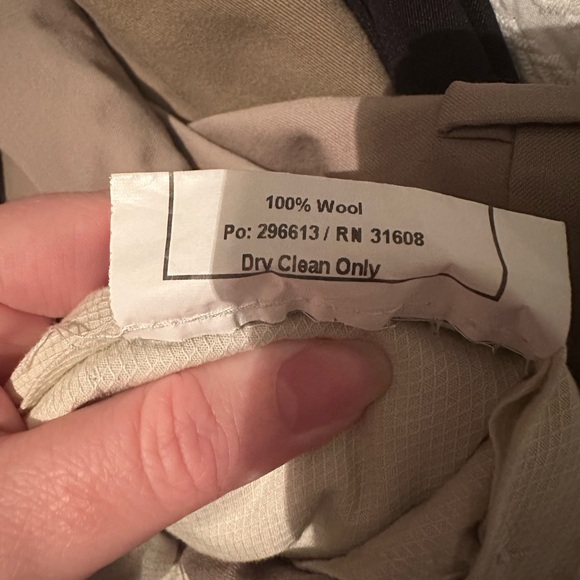 100% Wool
Po: 296613 / RN 31608
Dry Clean Only